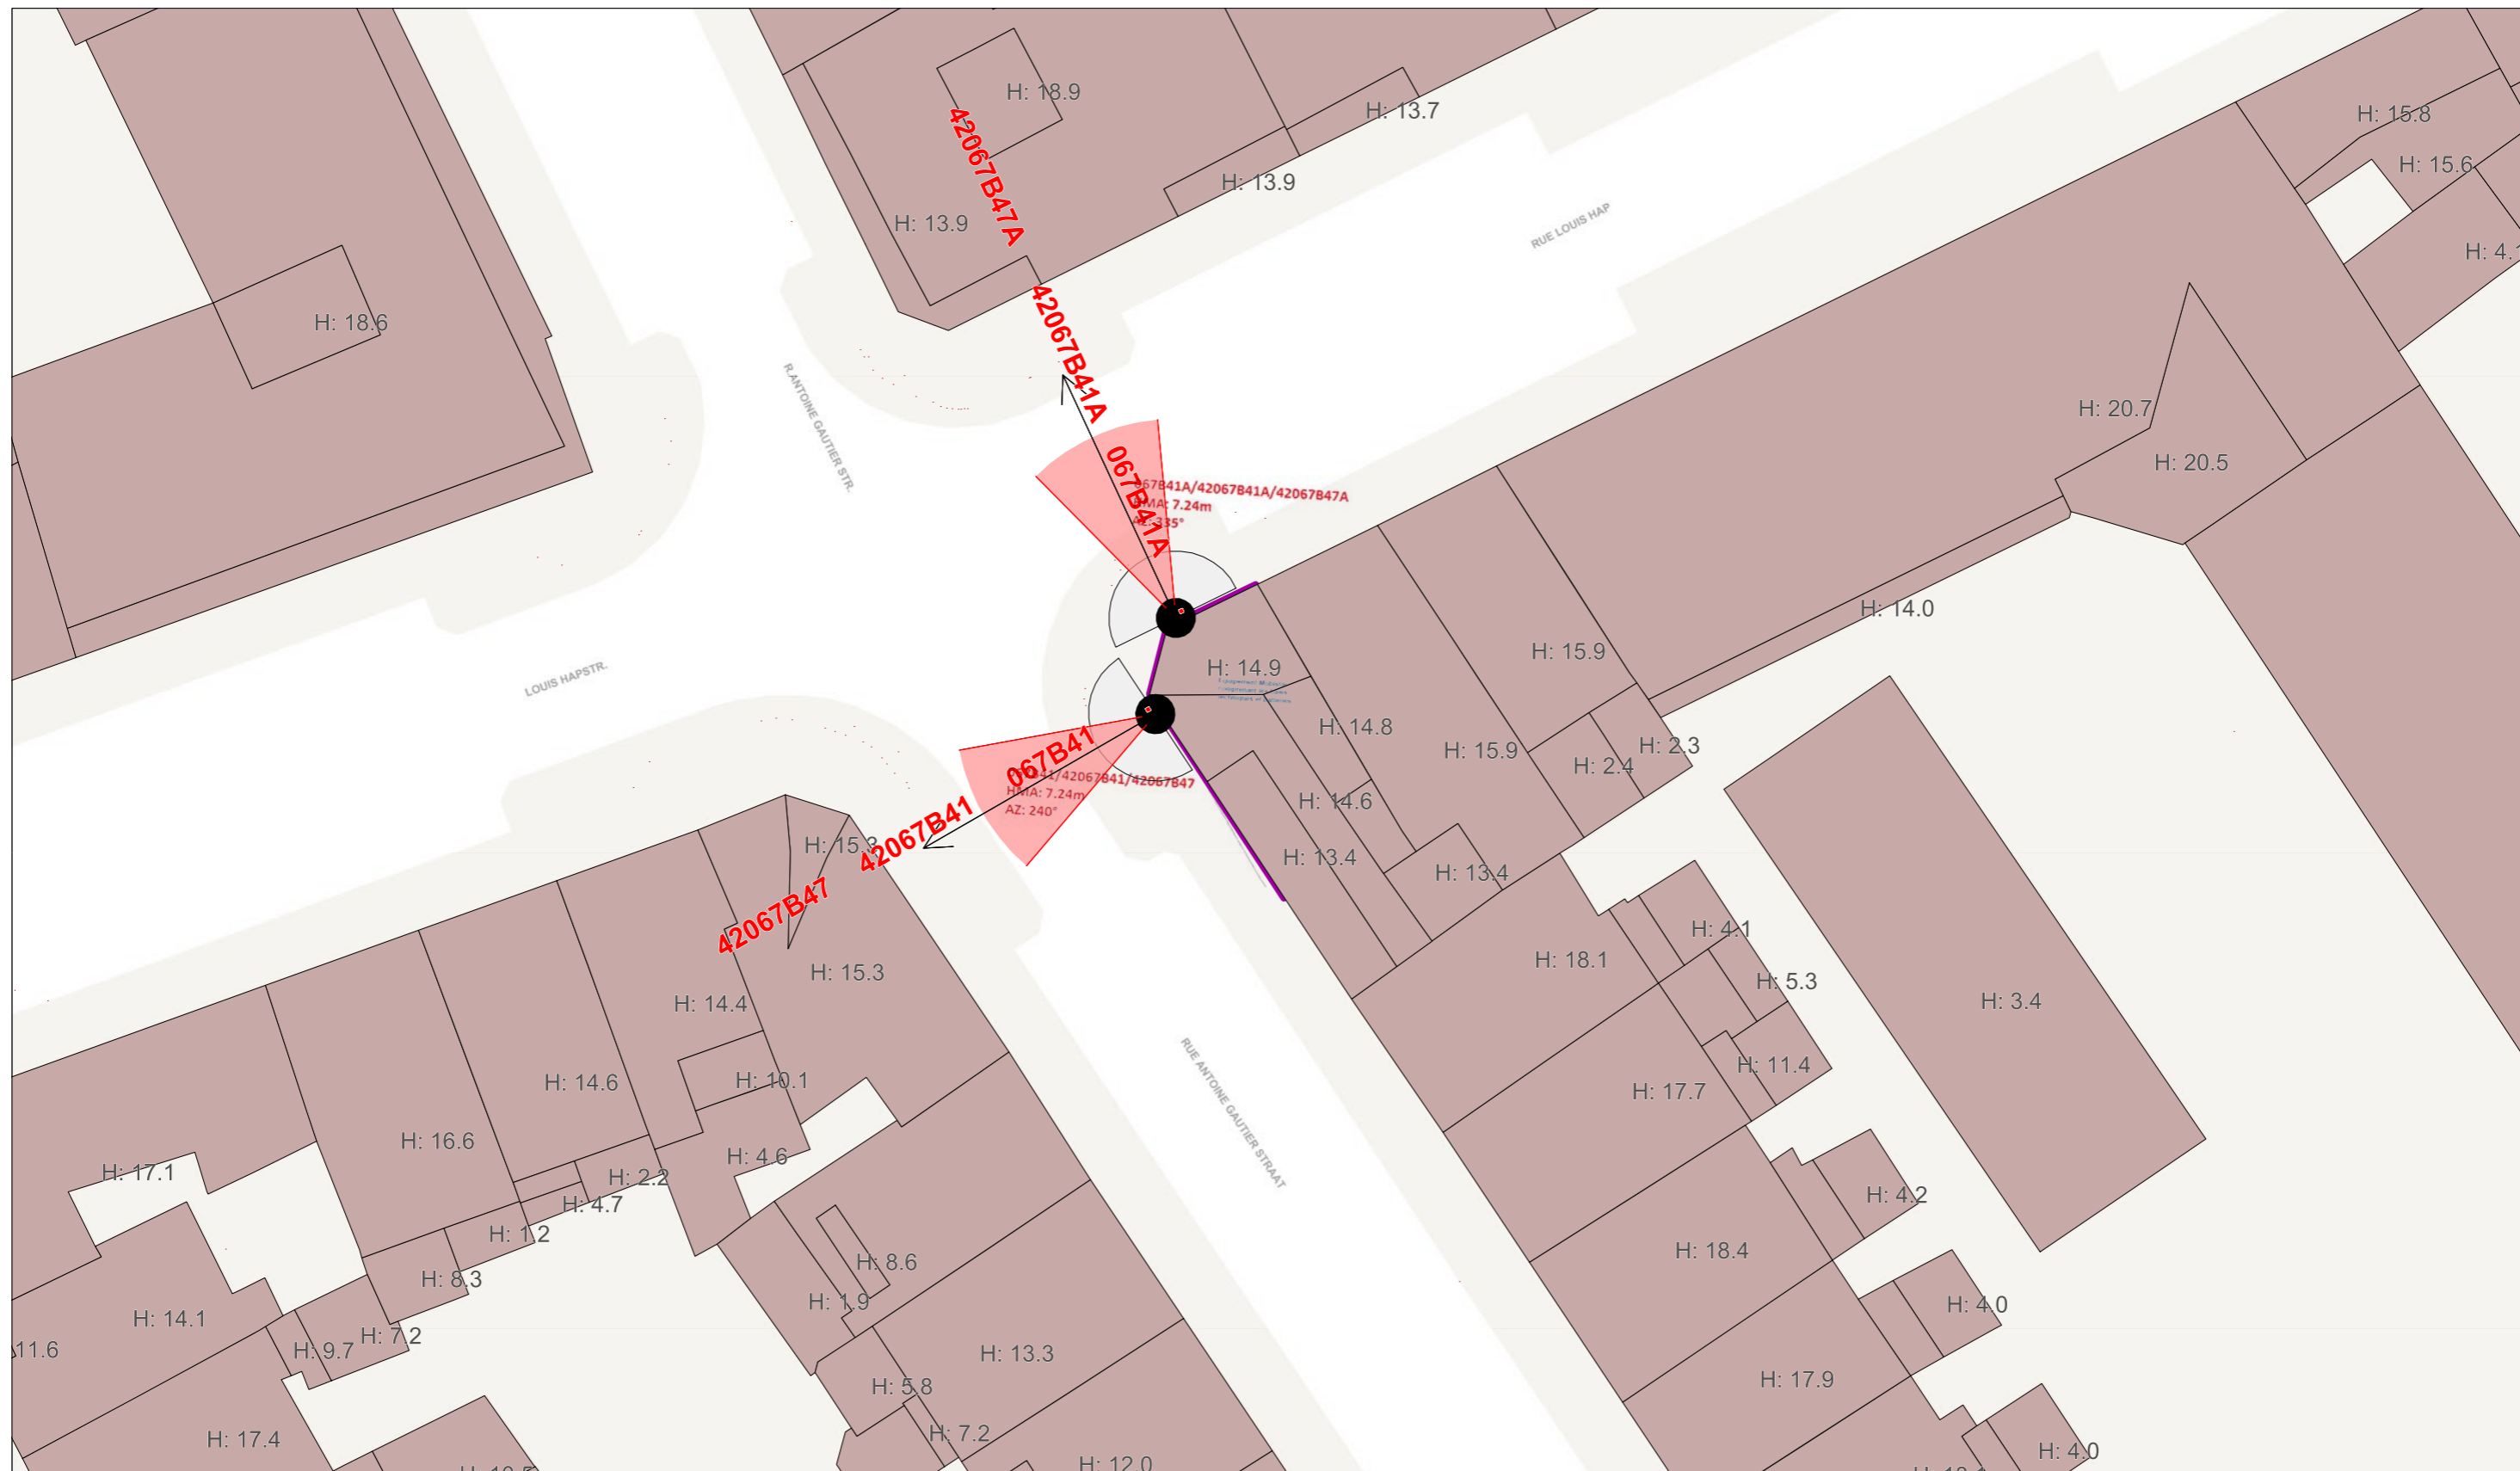 H: 18.9
H: 13.7
H: 15.8
H: 15.6
42067B47A
H: 13.9
H: 13.9
RUE LOUIS HAP
H: 18.6
42067B41A
R.ANTOINE GAUTIER STR.
H: 20.7
H: 20.5
067B41A
067B41A/42067B41A/42067B47A
HMA: 7.24m
AZ: 335°
H: 14.0
H: 15.9
H: 14.9
LOUIS HAPSTR.
H: 14.8
H: 15.9
H: 2.3
H: 2.4
067B41
067B41/42067B41/42067B47
HMA: 7.24m
AZ: 240°
H: 14.6
42067B41
H: 15.3
H: 13.4
H: 13.4
42067B47
H: 4.1
H: 18.1
H: 15.3
H: 5.3
H: 3.4
H: 14.4
H: 11.4
H: 10.1
H: 14.6
H: 17.7
RUE ANTOINE GAUTIER STRAAT
H: 16.6
H: 4.6
H: 17.1
H: 2.2
H: 4.7
H: 4.2
H: 1.2
H: 18.4
H: 8.6
H: 8.3
H: 1.9
H: 4.0
H: 14.1
H: 7.2
H: 9.7
11.6
H: 13.3
H: 17.9
H: 5.8
H: 7.2
H: 17.4
H: 4.0
H: 12.0